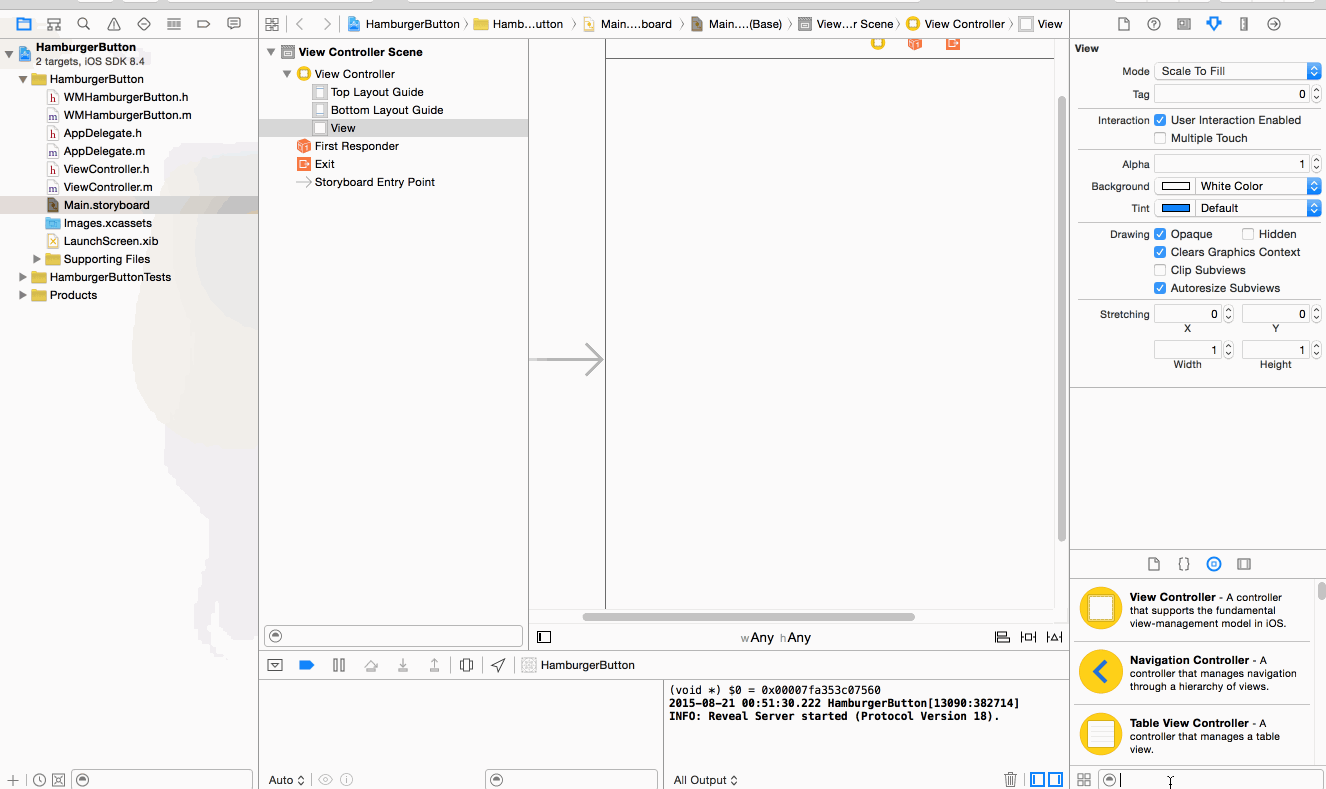 HamburgerButton
Hamb...utton
Main....board
Main....(Base)
View...r Scene
View Controller
View
HamburgerButton
2 targets, iOS SDK 8.4
HamburgerButton
WMHamburgerButton.h
WMHamburgerButton.m
AppDelegate.h
AppDelegate.m
ViewController.h
ViewController.m
Main.storyboard
Images.xcassets
LaunchScreen.xib
Supporting Files
HamburgerButtonTests
Products
View Controller Scene
View Controller
Top Layout Guide
Bottom Layout Guide
View
First Responder
Exit
Storyboard Entry Point
wAny hAny
HamburgerButton
(void *) $0 = 0x00007fa353c07560
2015-08-21 00:51:30.222 HamburgerButton[13090:382714]
INFO: Reveal Server started (Protocol Version 18).
Auto
All Output
View
Mode Scale To Fill
Tag 0
Interaction User Interaction Enabled
Multiple Touch
Alpha 1
Background White Color
Tint Default
Drawing Opaque Hidden
Clears Graphics Context
Clip Subviews
Autoresize Subviews
Stretching 0 0
X Y
1 1
Width Height
View Controller - A controller
that supports the fundamental
view-management model in iOS.
Navigation Controller - A
controller that manages navigation
through a hierarchy of views.
Table View Controller - A
controller that manages a table
view.